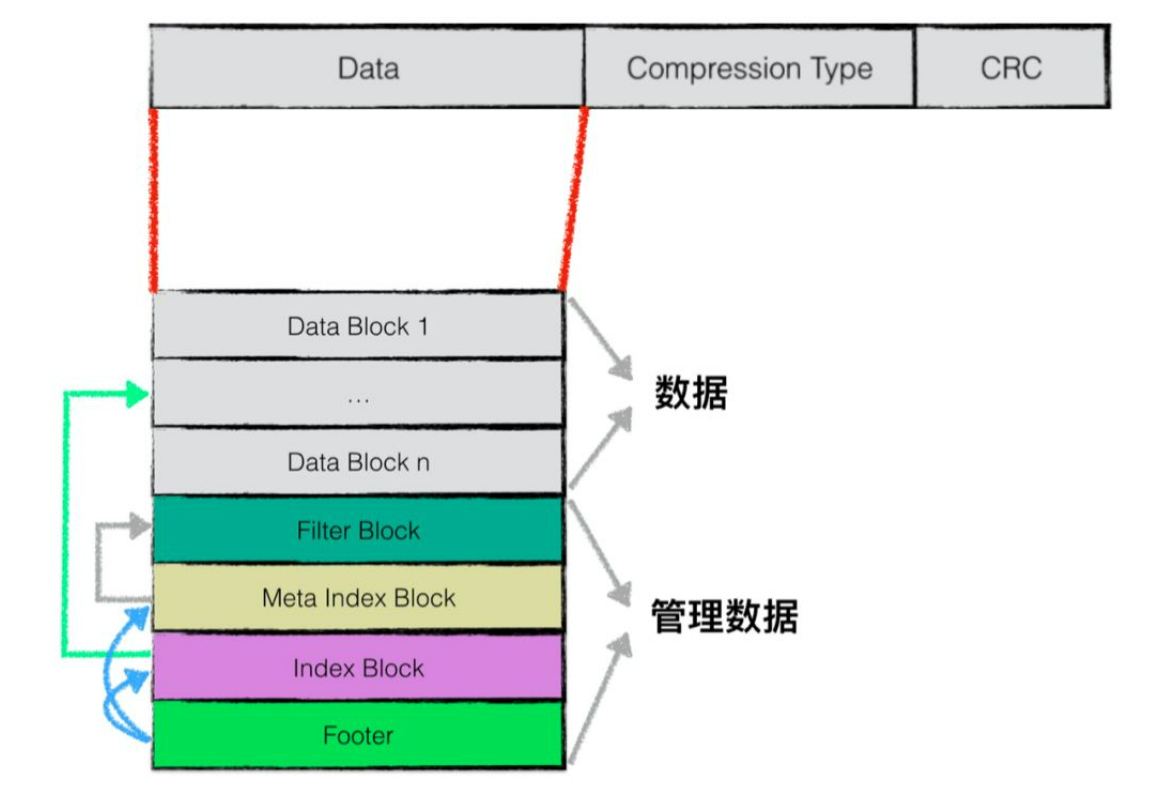 Data
Compression Type
CRC
Data Block 1
...
数据
Data Block n
Filter Block
Meta Index Block
管理数据
Index Block
Footer